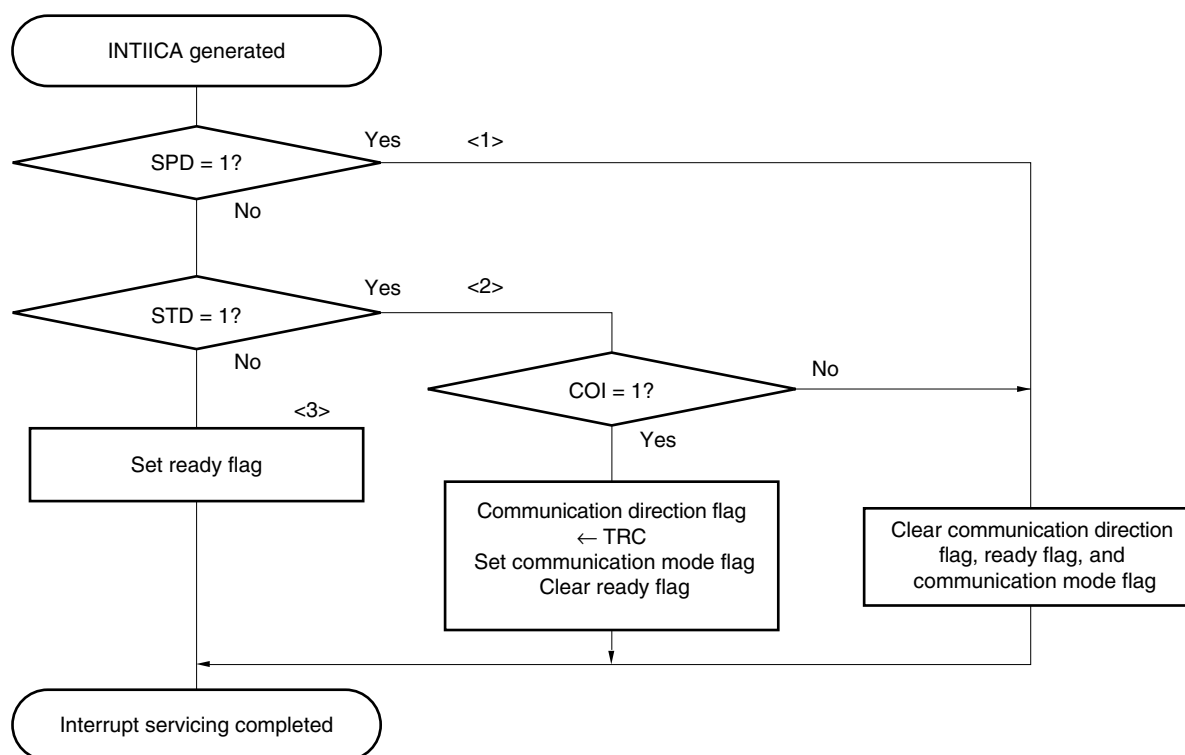 INTIICA generated
Yes
<1>
SPD = 1?
No
Yes
<2>
STD = 1?
No
No
COI = 1?
<3>
Yes
Set ready flag
Communication direction flag
← TRC
Set communication mode flag
Clear ready flag
Clear communication direction
flag, ready flag, and
communication mode flag
Interrupt servicing completed